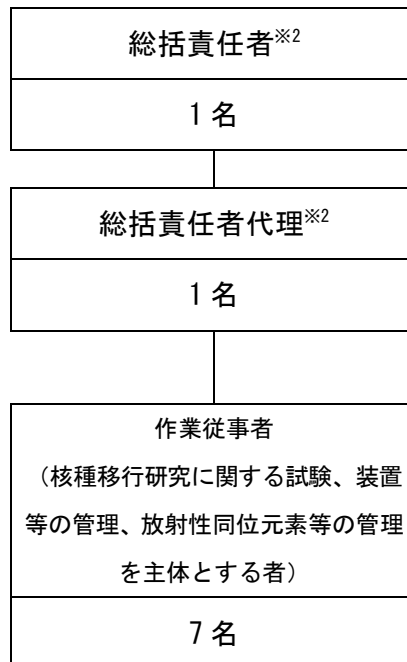 総括責任者※2
1名
総括責任者代理※2
1名
作業従事者
（核種移行研究に関する試験、装置
等の管理、放射性同位元素等の管理
を主体とする者）
7名